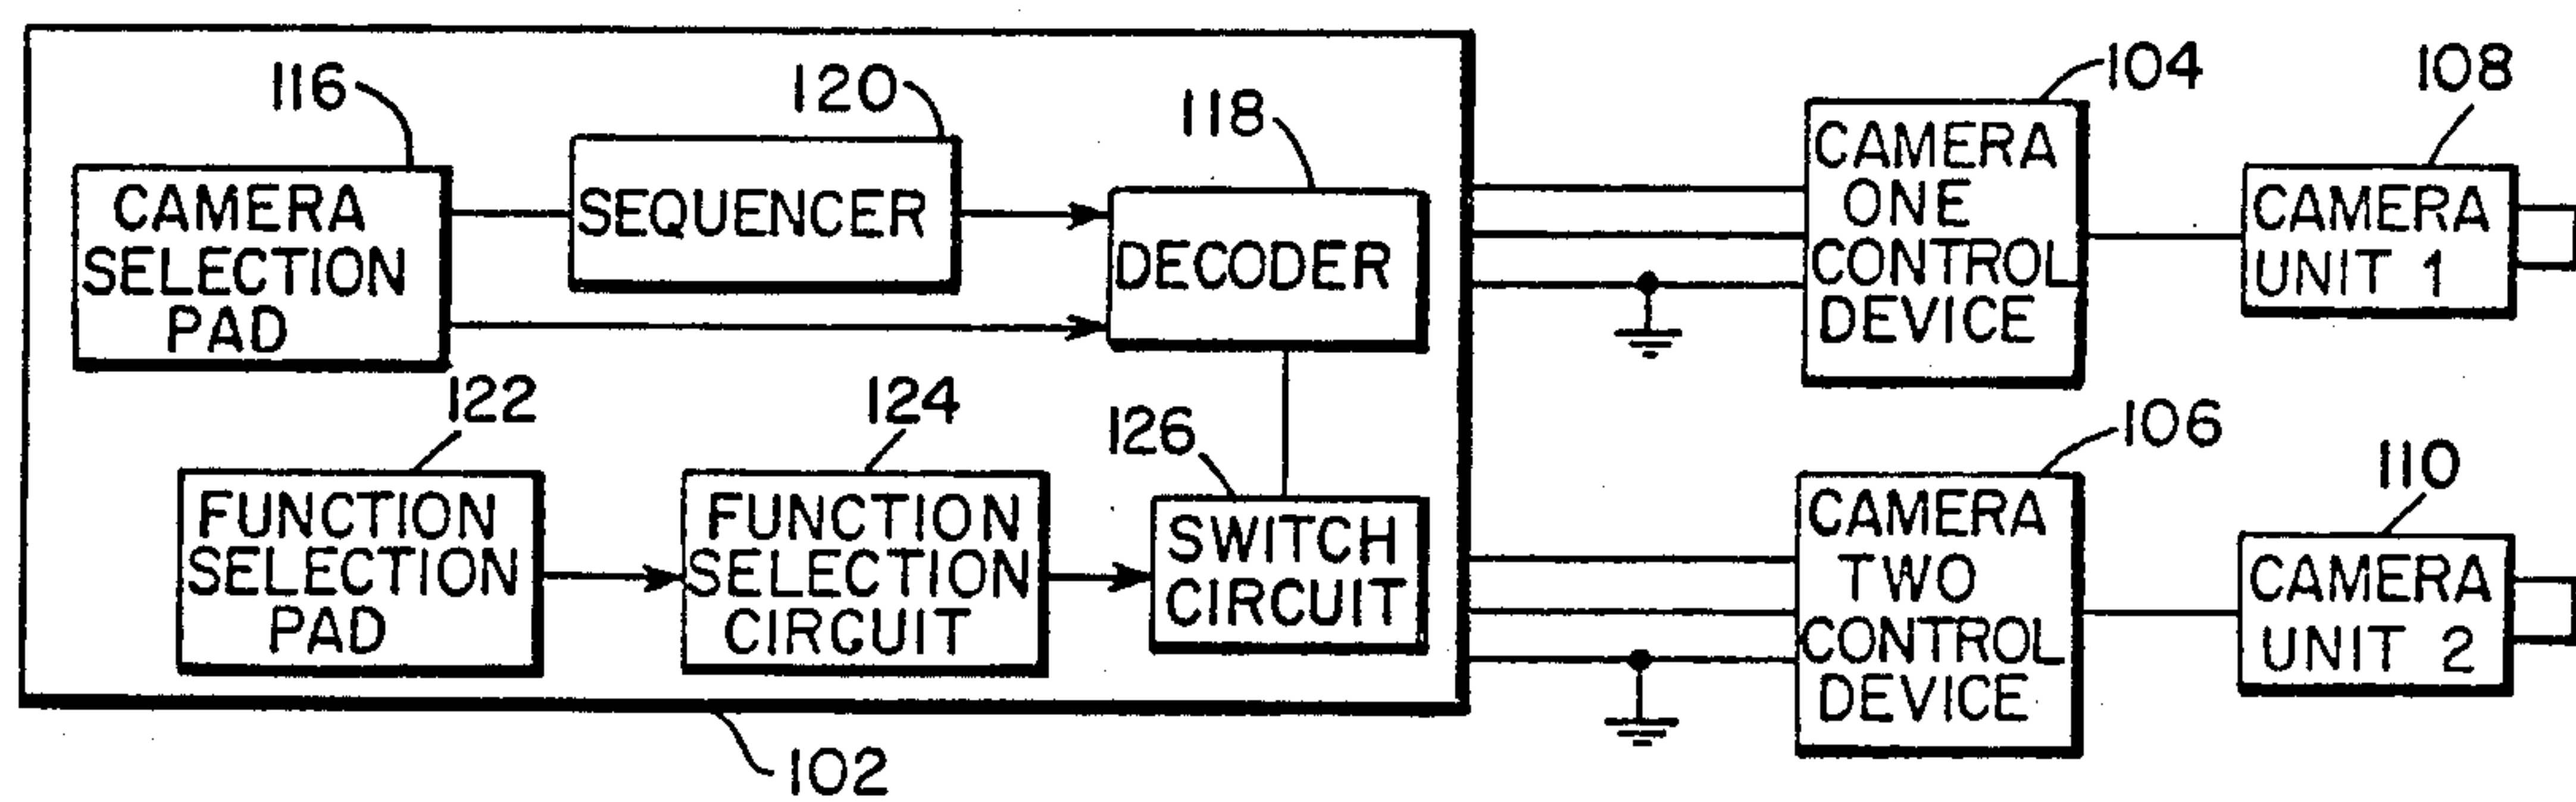 116
120
118
104
108
CAMERA
SELECTION
PAD
SEQUENCER
DECODER
CAMERA
ONE
CONTROL
DEVICE
CAMERA
UNIT 1
122
124
126
106
110
FUNCTION
SELECTION
PAD
FUNCTION
SELECTION
CIRCUIT
SWITCH
CIRCUIT
CAMERA
TWO
CONTROL
DEVICE
CAMERA
UNIT 2
102